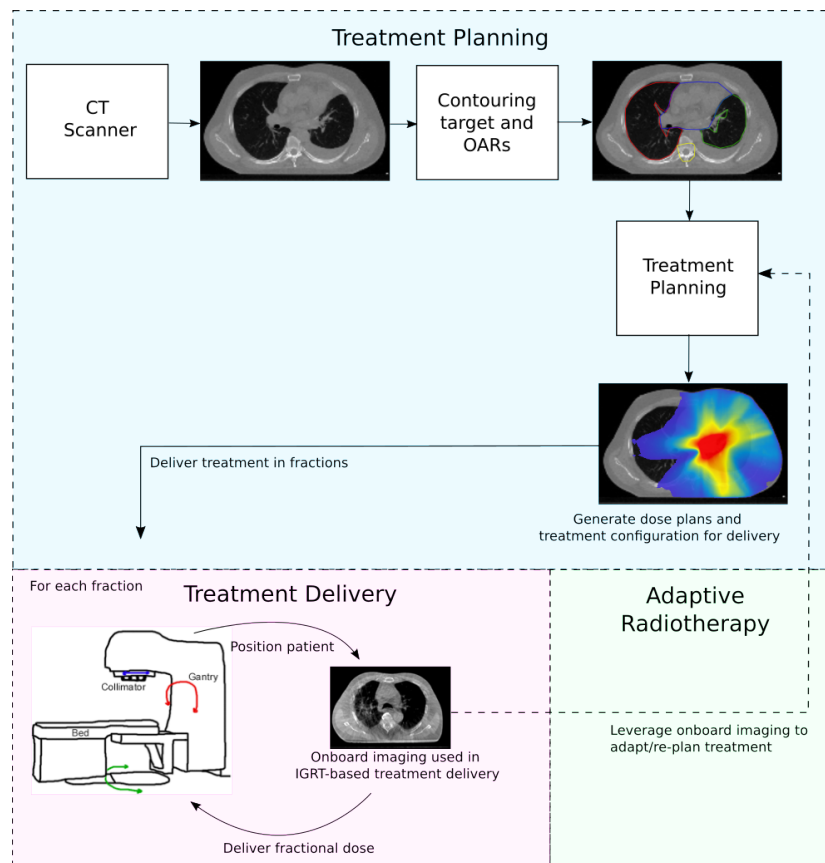 Treatment Planning
CT
Scanner
Contouring
target and
OARs
Treatment
Planning
Deliver treatment in fractions
Generate dose plans and
treatment configuration for delivery
For each fraction
Treatment Delivery
Adaptive
Radiotherapy
Position patient
Gantry
Collimator
Bed
Onboard imaging used in
IGRT-based treatment delivery
Leverage onboard imaging to
adapt/re-plan treatment
Deliver fractional dose